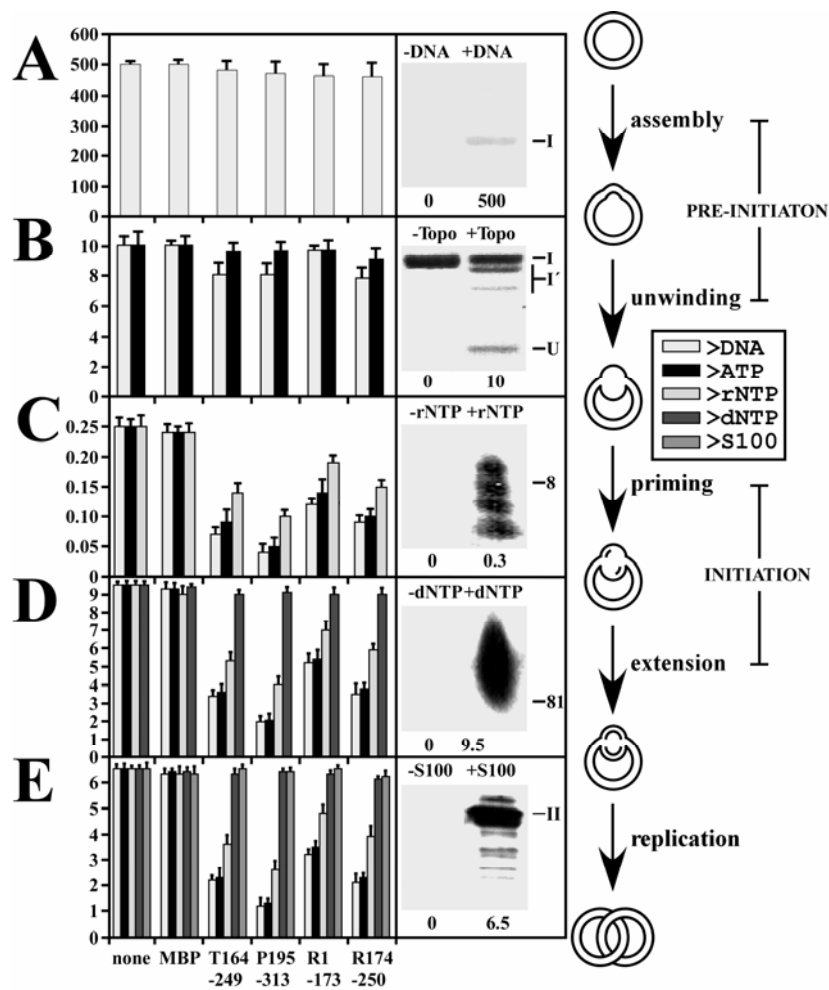 A
600
500
400
300
200
100
0
-DNA +DNA
I
0 500
B
10
8
6
4
2
0
-Topo +Topo
I
I´
U
0 10
C
0.25
0.20
0.15
0.10
0.05
0
-rNTP +rNTP
8
0 0.3
D
9
8
7
6
5
4
3
2
1
0
-dNTP+dNTP
81
0 9.5
E
6
5
4
3
2
1
0
-S100 +S100
II
0 6.5
none MBP T164 P195 R1 R174
-249 -313 -173 -250
assembly
PRE-INITIATON
unwinding
>DNA
>ATP
>rNTP
>dNTP
>S100
priming
INITIATION
extension
replication